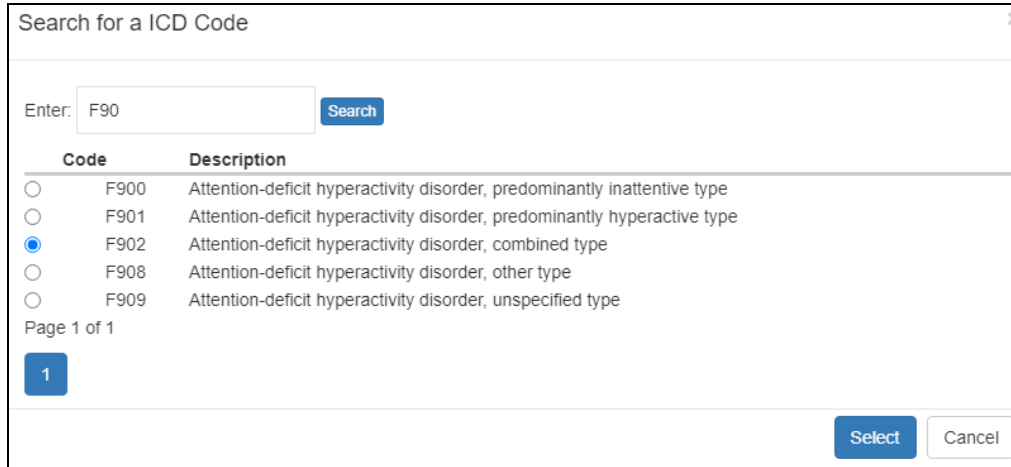 Search for a ICD Code
Enter: F90 Search
Code Description
F900 Attention-deficit hyperactivity disorder, predominantly inattentive type
F901 Attention-deficit hyperactivity disorder, predominantly hyperactive type
F902 Attention-deficit hyperactivity disorder, combined type
F908 Attention-deficit hyperactivity disorder, other type
F909 Attention-deficit hyperactivity disorder, unspecified type
Page 1 of 1
1
Select Cancel